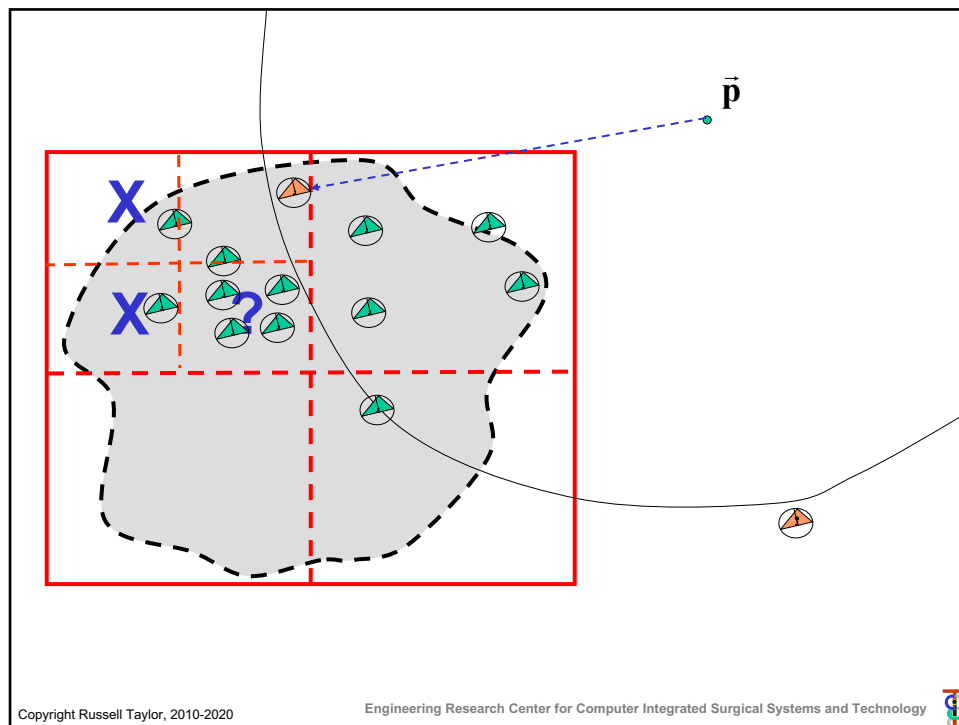 p
X
X ?
Copyright Russell Taylor, 2010-2020
Engineering Research Center for Computer Integrated Surgical Systems and Technology